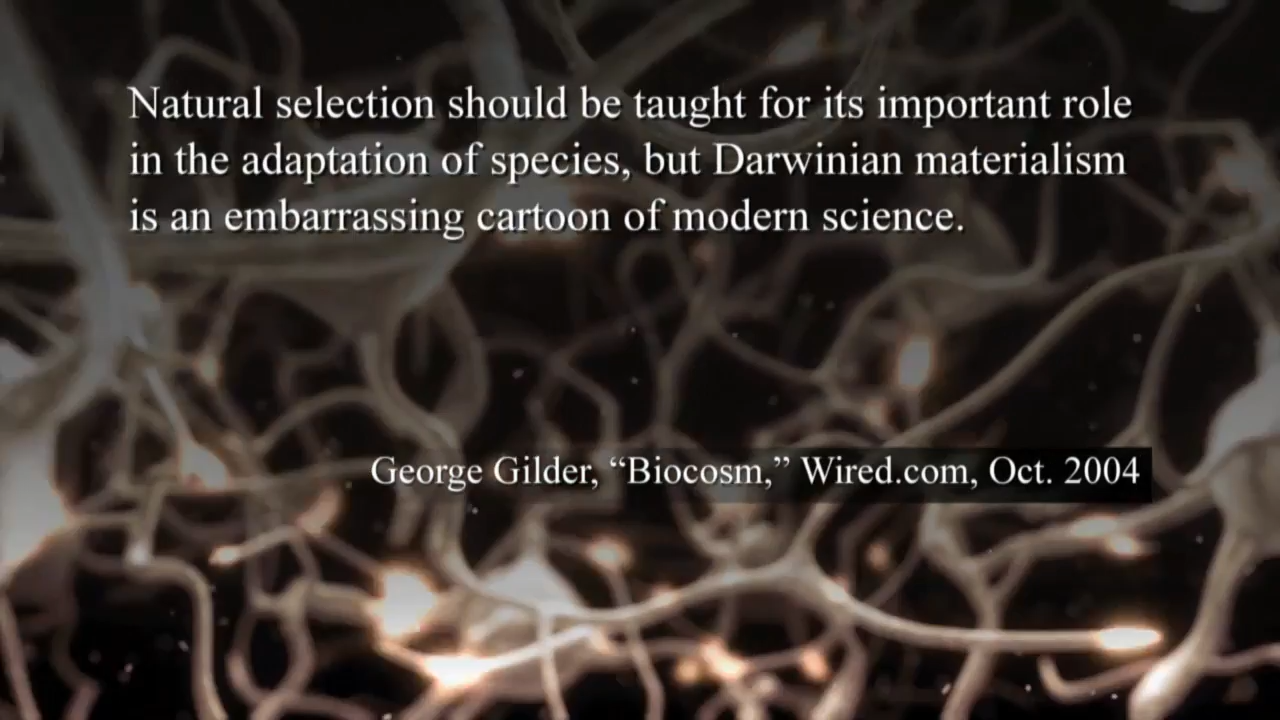 Natural selection should be taught for its important role
in the adaptation of species, but Darwinian materialism
is an embarrassing cartoon of modern science.
George Gilder, “Biocosm,” Wired.com, Oct. 2004